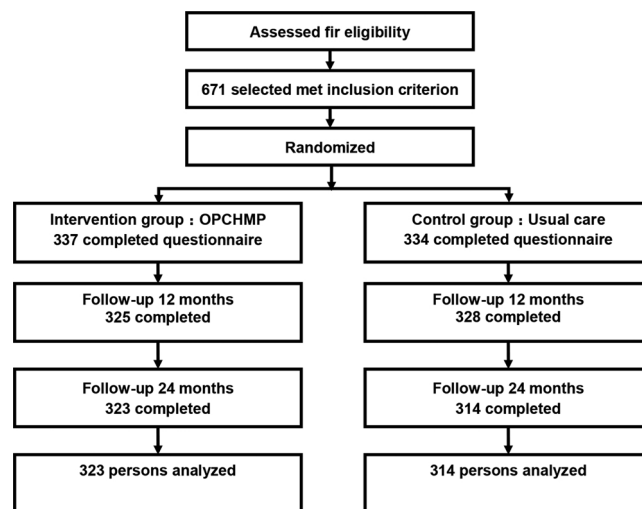 Assessed fir eligibility
671 selected met inclusion criterion
Randomized
Intervention group：OPCHMP
337 completed questionnaire
Control group：Usual care
334 completed questionnaire
Follow-up 12 months
325 completed
Follow-up 12 months
328 completed
Follow-up 24 months
323 completed
Follow-up 24 months
314 completed
323 persons analyzed
314 persons analyzed